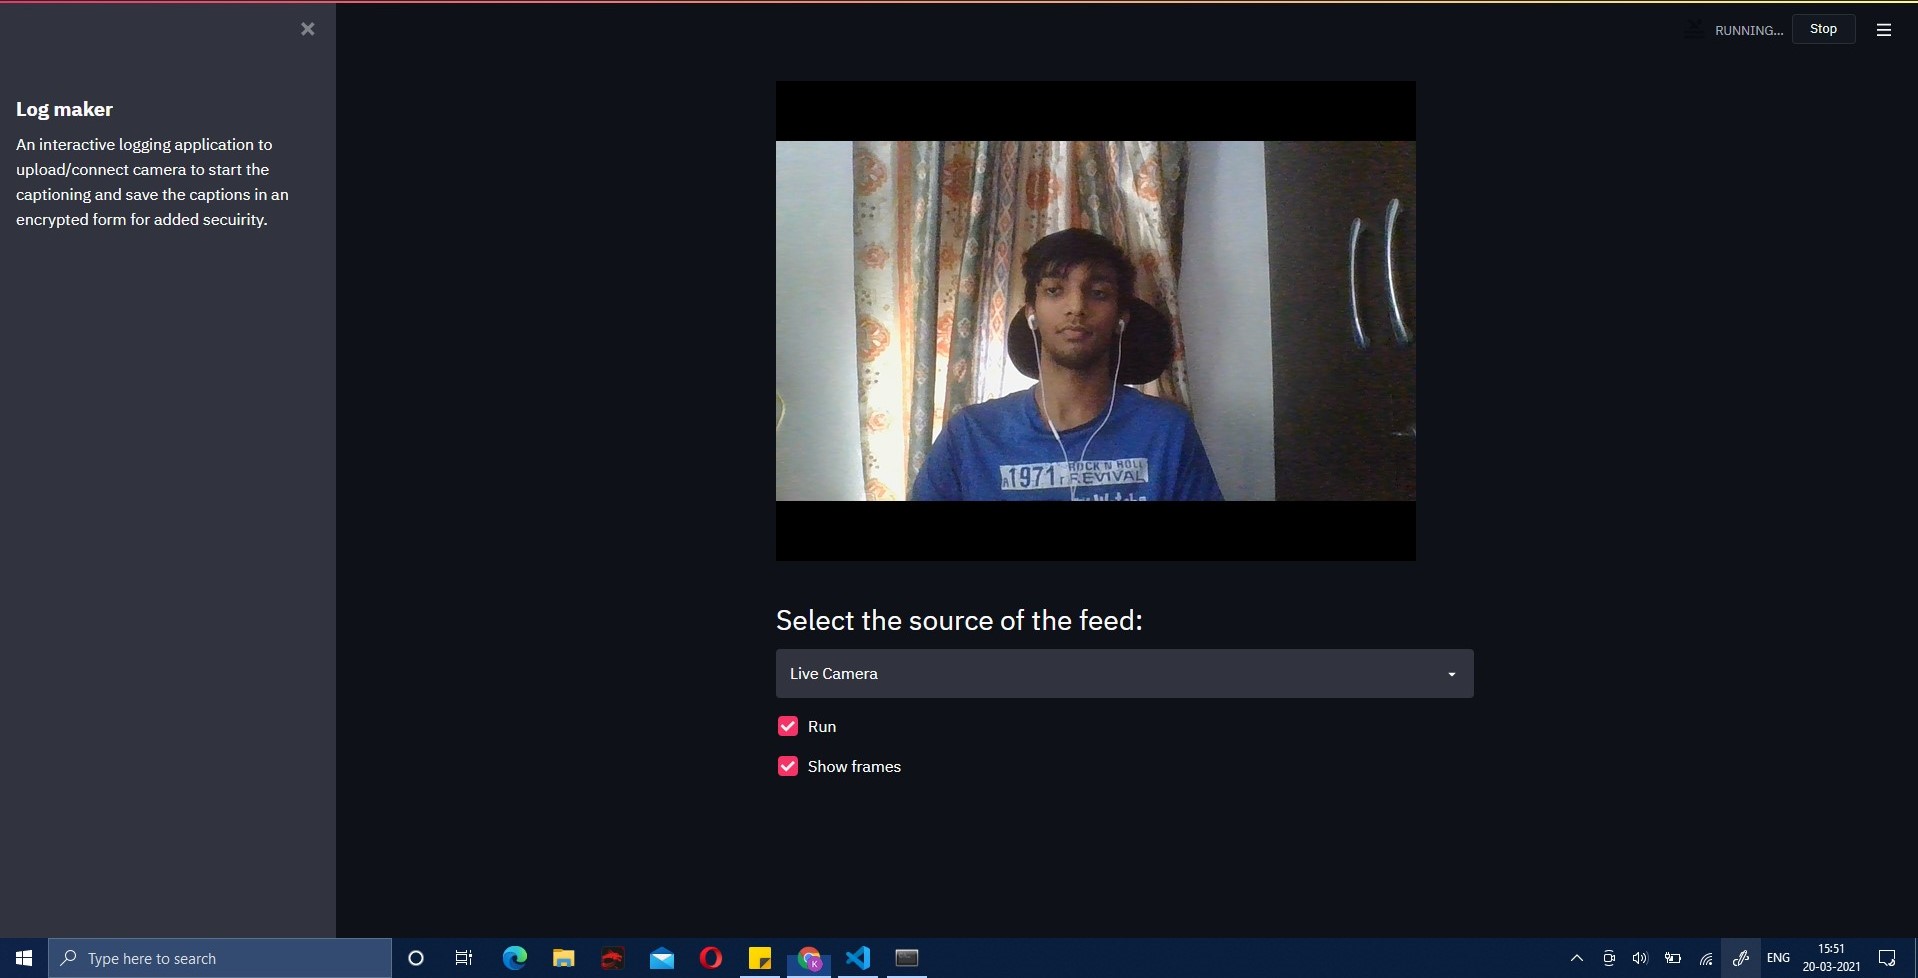 RUNNING...
Stop
Log maker
An interactive logging application to
upload/connect camera to start the
captioning and save the captions in an
encrypted form for added secuirity.
A1971
ROCK N ROLL
REVIVAL
Select the source of the feed:
Live Camera
Run
Show frames
Type here to search
K
ENG
15:51
20-03-2021